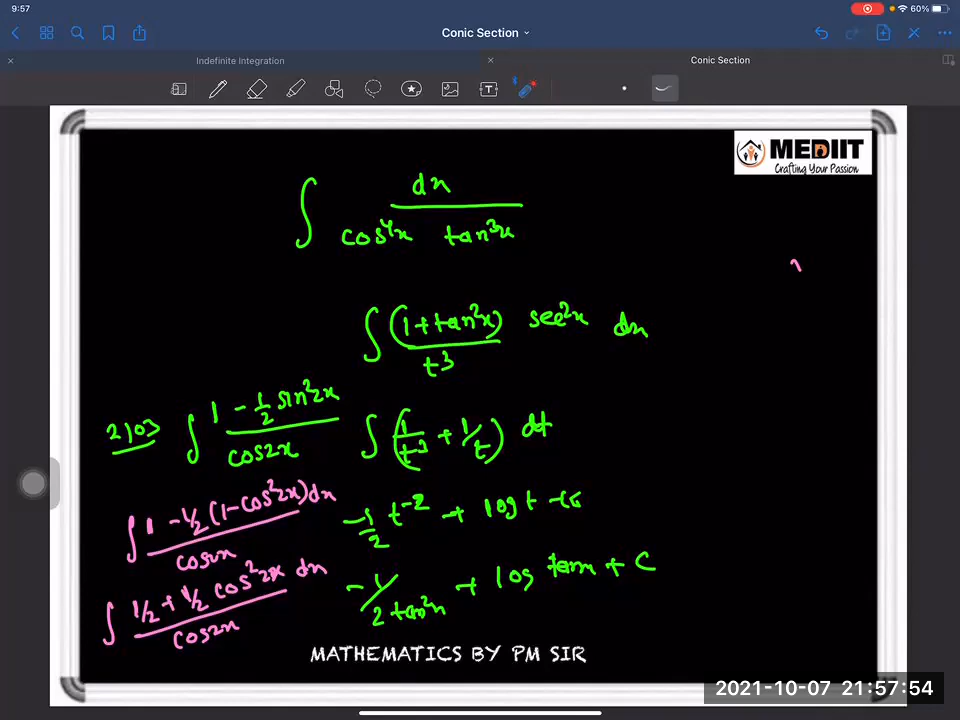 9:57
60%
Conic Section
Indefinite Integration
Conic Section
MEDIIT
Crafting Your Passion
∫ dx / (cos⁴x tan³x)
∫ (1+tan²x) / t³ sec²x dx
2103 ∫ (1 - 1/2 sin²2x) / cos2x
∫ (1/t³ + 1/t) dt
∫ (1 - 1/2 (1 - cos²2x) dx) / cos2x
-1/2 t⁻² + log t + c
∫ (1/2 + 1/2 cos²2x dx) / cos2x
-1/(2 tan²x) + log tanx + C
MATHEMATICS BY PM SIR
2021-10-07 21:57:54